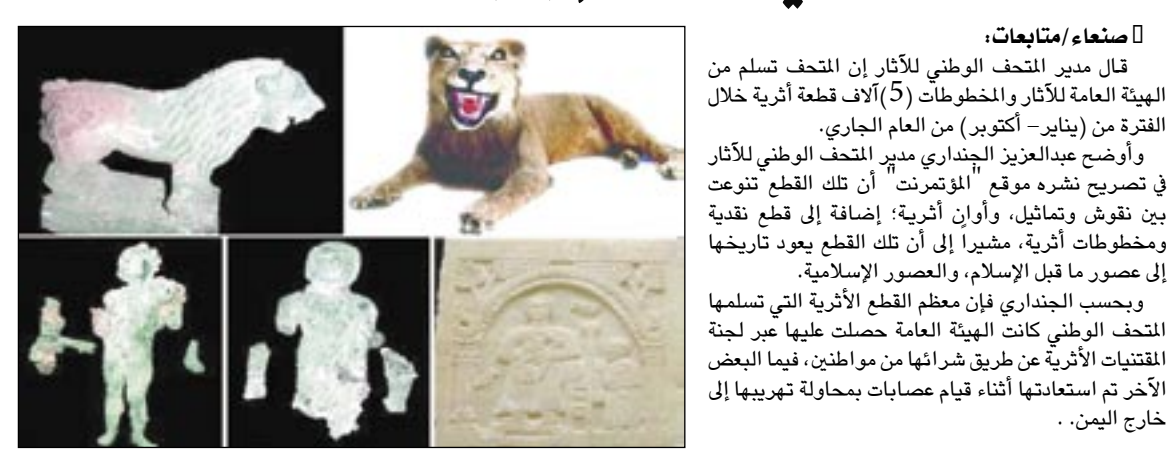 صنعاء/متابعات:
قال مدير المتحف الوطني للآثار إن المتحف تسلم من
الهيئة العامة للآثار والمخطوطات (5) آلاف قطعة أثرية خلال
الفترة من (يناير– أكتوبر) من العام الجاري.
وأوضح عبدالعزيز الجنداري مدير المتحف الوطني للآثار
في تصريح نشره موقع "المؤتمرنت" أن تلك القطع تنوعت
بين نقوش وتماثيل، وأوانٍ أثرية؛ إضافة إلى قطع نقدية
ومخطوطات أثرية، مشيراً إلى أن تلك القطع يعود تاريخها
إلى عصور ما قبل الإسلام، والعصور الإسلامية.
وبحسب الجنداري فإن معظم القطع الأثرية التي تسلمها
المتحف الوطني كانت الهيئة العامة حصلت عليها عبر لجنة
المقتنيات الأثرية عن طريق شرائها من مواطنين، فيما البعض
الآخر تم استعادتها أثناء قيام عصابات بمحاولة تهريبها إلى
خارج اليمن. .